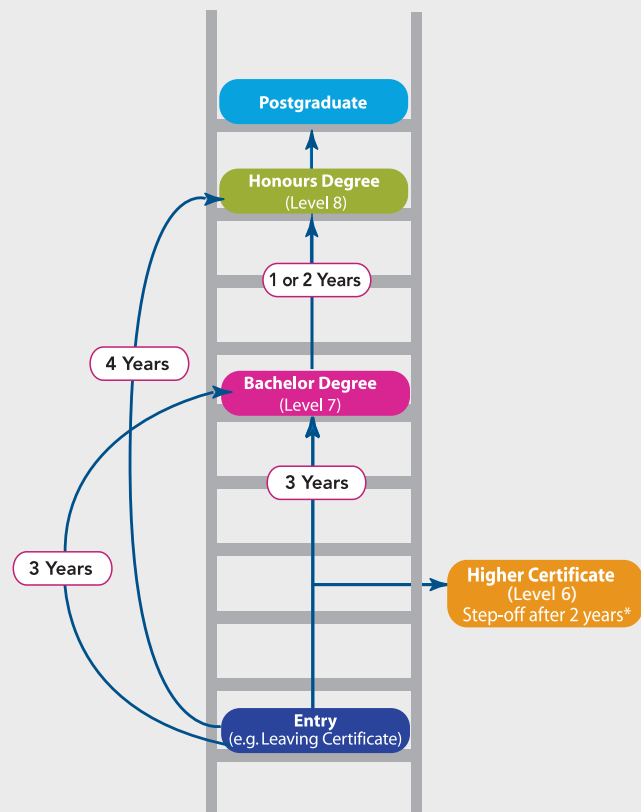 Postgraduate
Honours Degree
(Level 8)
1 or 2 Years
4 Years
Bachelor Degree
(Level 7)
3 Years
3 Years
Higher Certificate
(Level 6)
Step-off after 2 years*
Entry
(e.g. Leaving Certificate)